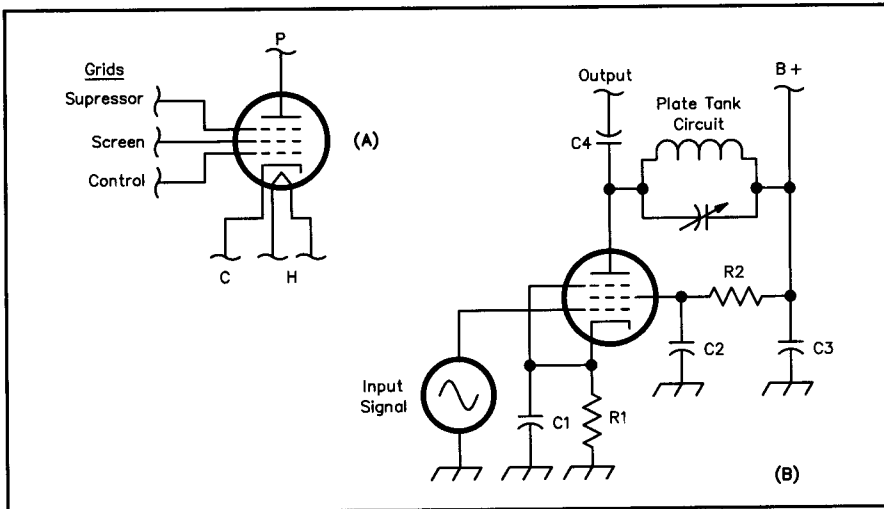 P
Grids
Supressor
Screen
Control
(A)
C
H
Output
B+
Plate Tank
Circuit
C4
R2
C2
C3
Input
Signal
C1
R1
(B)